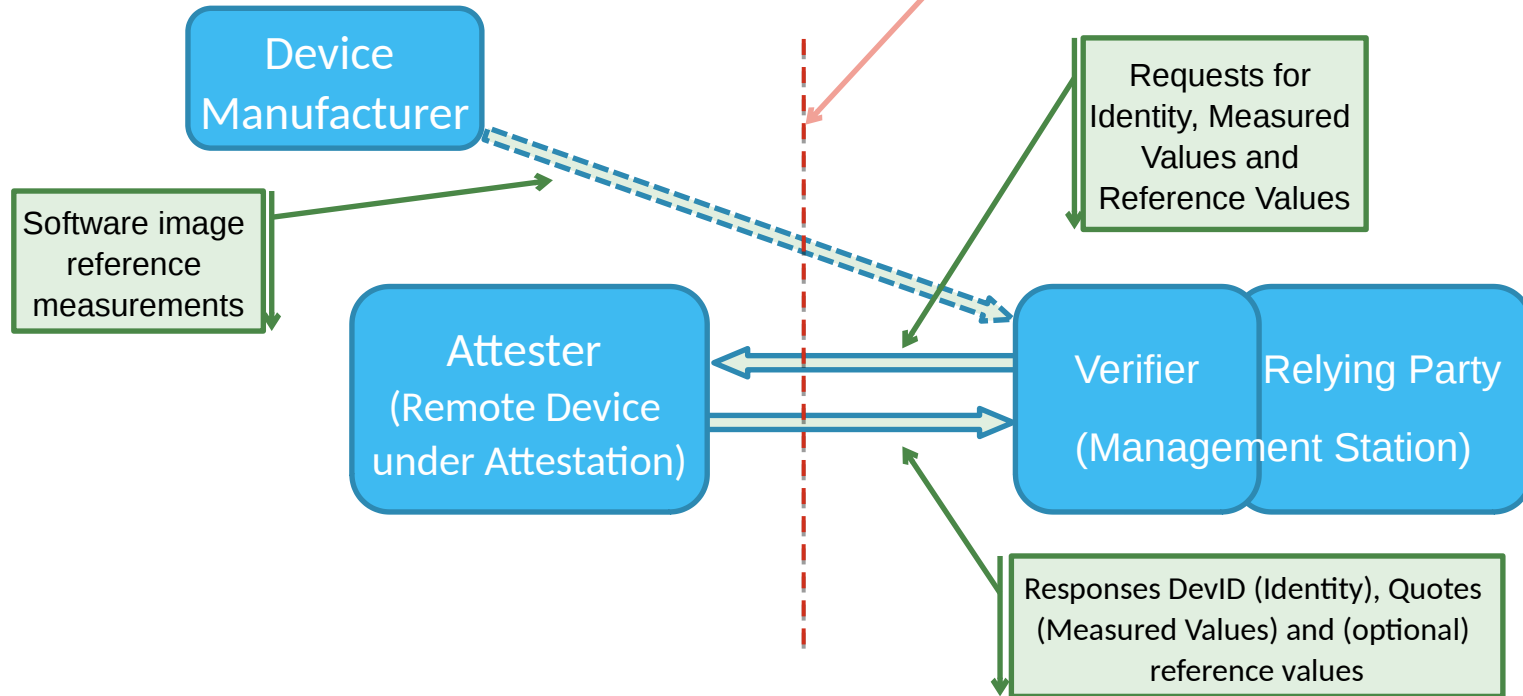 Device
Manufacturer
Requests for
Identity, Measured
Values and
Reference Values
Software image
reference
measurements
Attester
(Remote Device
under Attestation)
Verifier
Relying Party
(Management Station)
Responses DevID (Identity), Quotes
(Measured Values) and (optional)
reference values